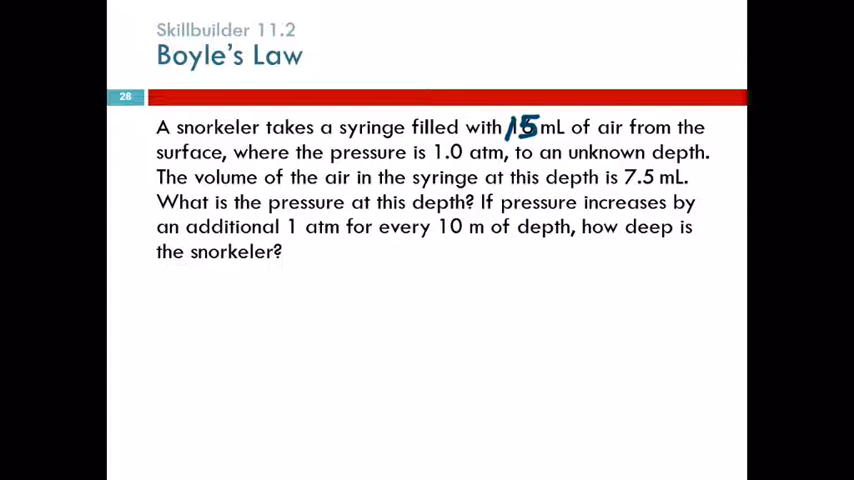 Skillbuilder 11.2
Boyle's Law
28
A snorkeler takes a syringe filled with 15 mL of air from the
surface, where the pressure is 1.0 atm, to an unknown depth.
The volume of the air in the syringe at this depth is 7.5 mL.
What is the pressure at this depth? If pressure increases by
an additional 1 atm for every 10 m of depth, how deep is
the snorkeler?